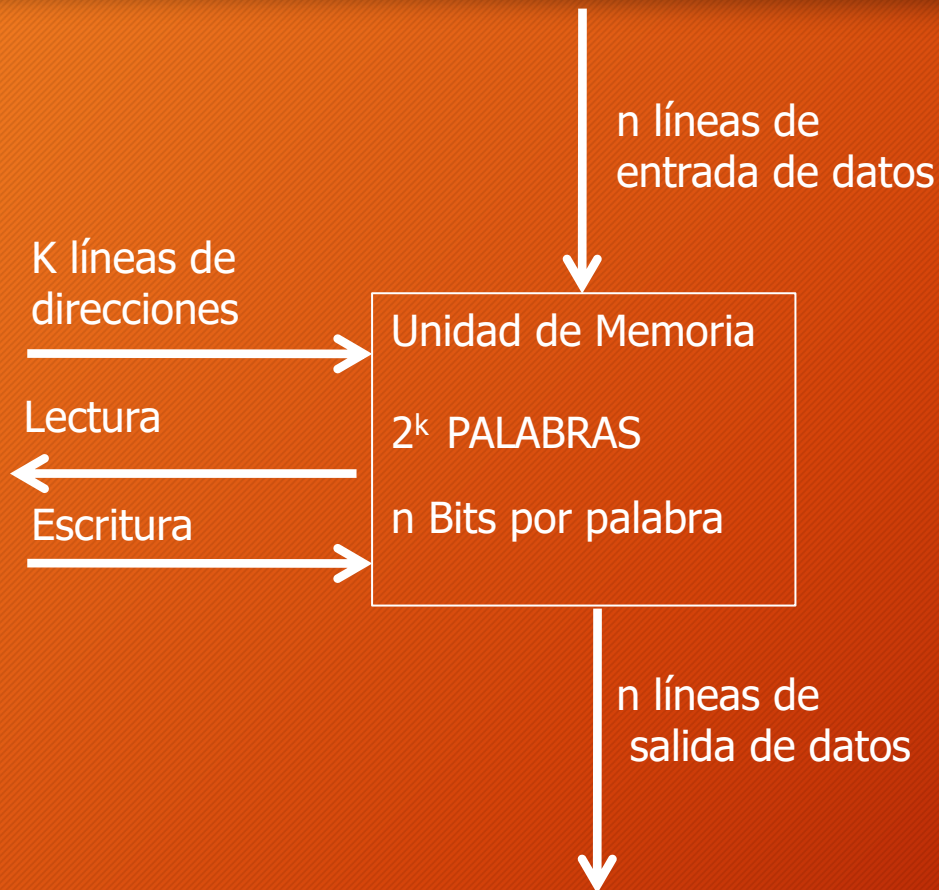 n líneas de
entrada de datos
K líneas de
direcciones
Lectura
Escritura
Unidad de Memoria
2ᵏ PALABRAS
n Bits por palabra
n líneas de
salida de datos